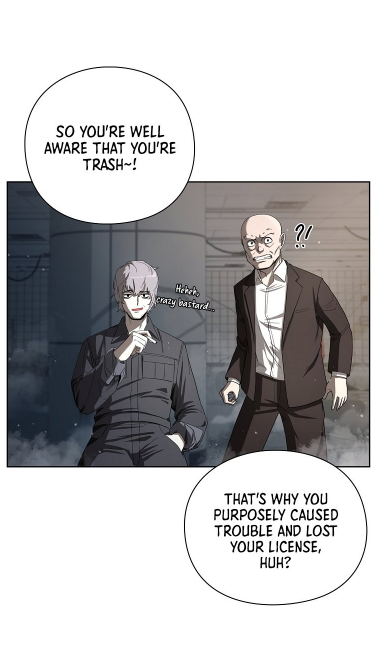 SO YOU'RE WELL
AWARE THAT YOU'RE
TRASH~!
?!
Heheh,
crazy bastard...
THAT'S WHY YOU
PURPOSELY CAUSED
TROUBLE AND LOST
YOUR LICENSE,
HUH?